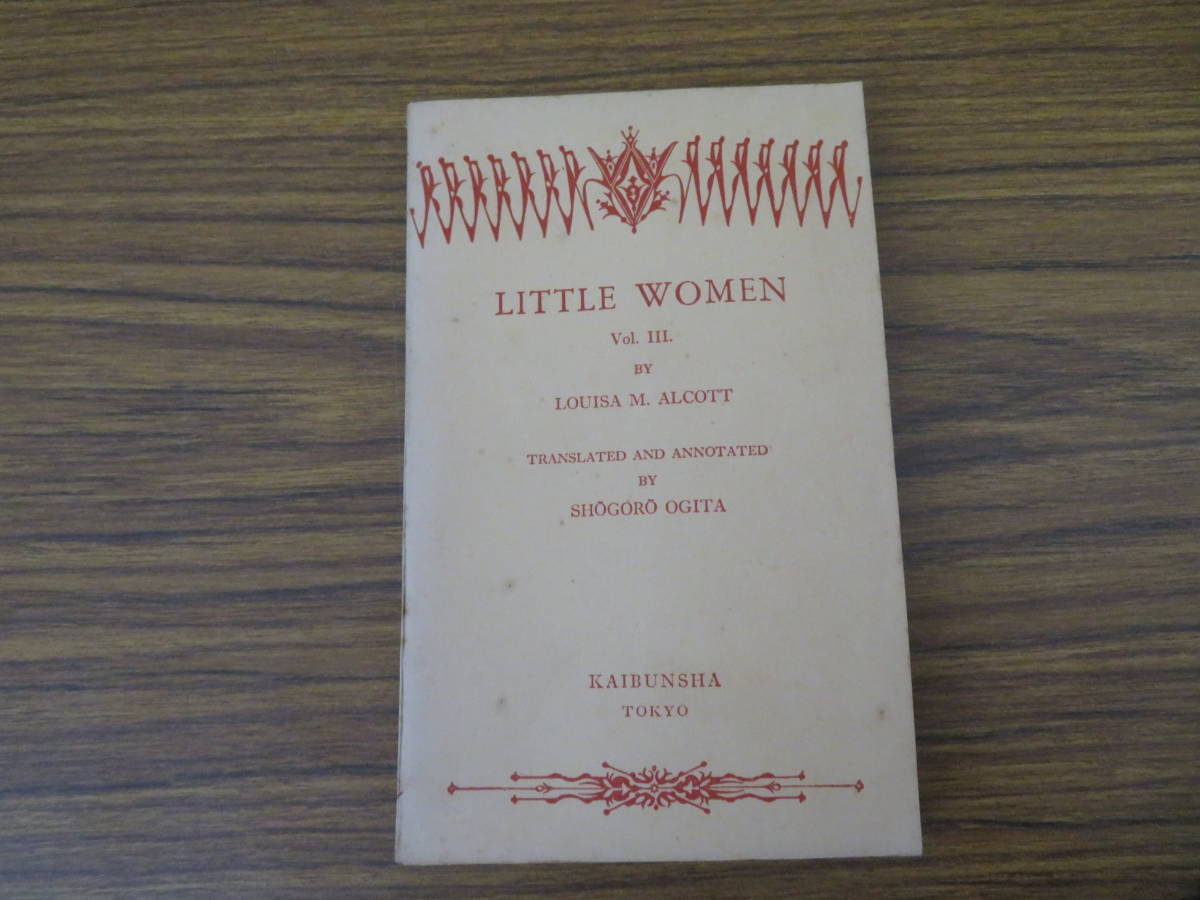 LITTLE WOMEN
Vol. III.
BY
LOUISA M. ALCOTT
TRANSLATED AND ANNOTATED
BY
SHŌGORŌ OGITA
KAIBUNSHA
TOKYO